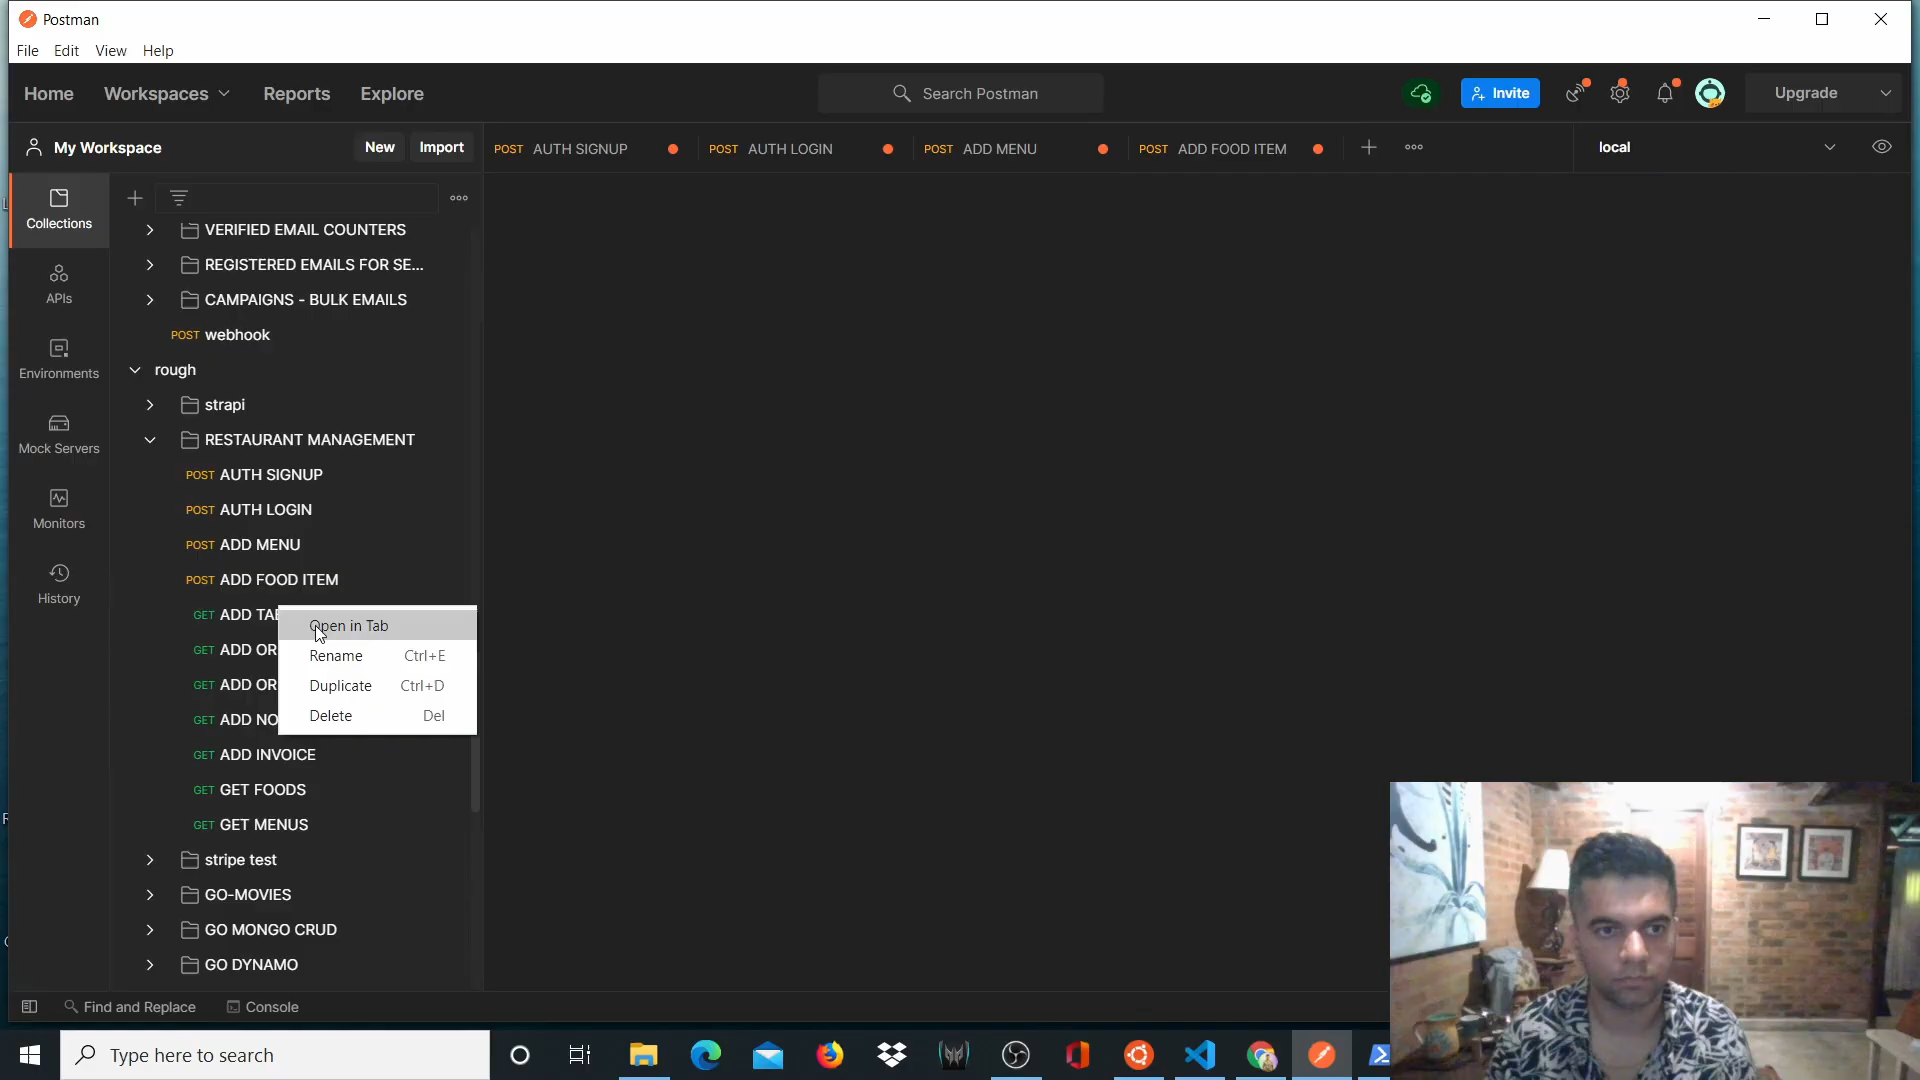 Postman
File Edit View Help
Home Workspaces Reports Explore
Search Postman
Invite
Upgrade
My Workspace
New
Import
POST AUTH SIGNUP
POST AUTH LOGIN
POST ADD MENU
POST ADD FOOD ITEM
local
Collections
APIs
Environments
Mock Servers
Monitors
History
VERIFIED EMAIL COUNTERS
REGISTERED EMAILS FOR SE...
CAMPAIGNS - BULK EMAILS
POST webhook
rough
strapi
RESTAURANT MANAGEMENT
POST AUTH SIGNUP
POST AUTH LOGIN
POST ADD MENU
POST ADD FOOD ITEM
GET ADD TAB
GET ADD OR
GET ADD OR
GET ADD NO
GET ADD INVOICE
GET GET FOODS
GET GET MENUS
stripe test
GO-MOVIES
GO MONGO CRUD
GO DYNAMO
Open in Tab
Rename Ctrl+E
Duplicate Ctrl+D
Delete Del
Find and Replace
Console
Type here to search